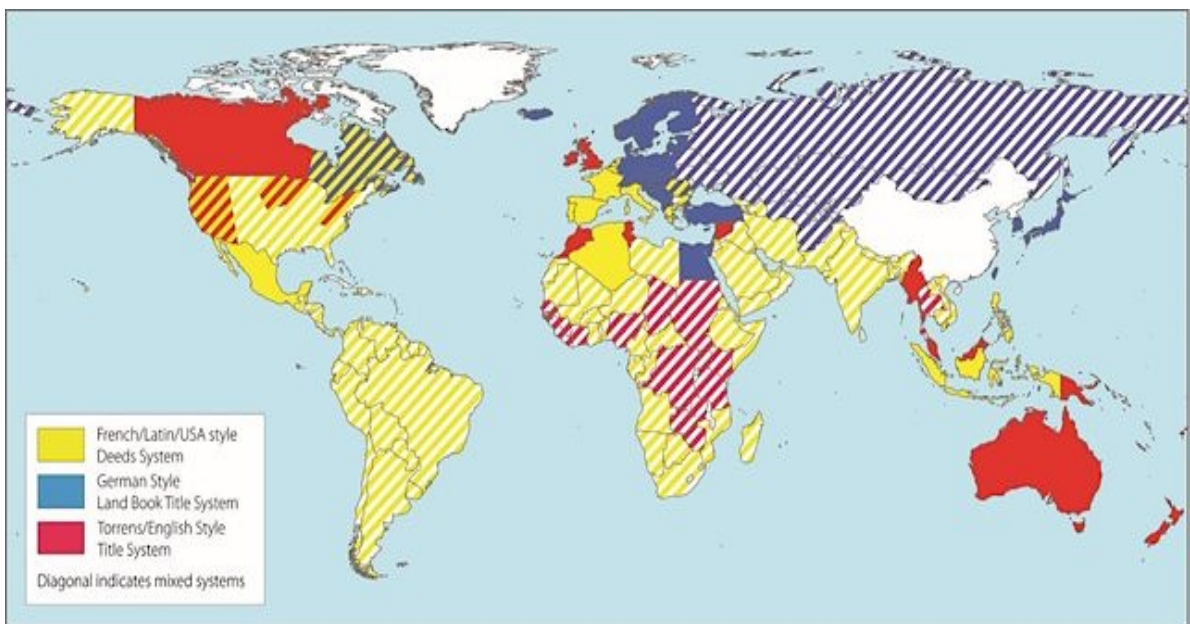 French/Latin/USA style
Deeds System
German Style
Land Book Title System
Torrens/English Style
Title System
Diagonal indicates mixed systems